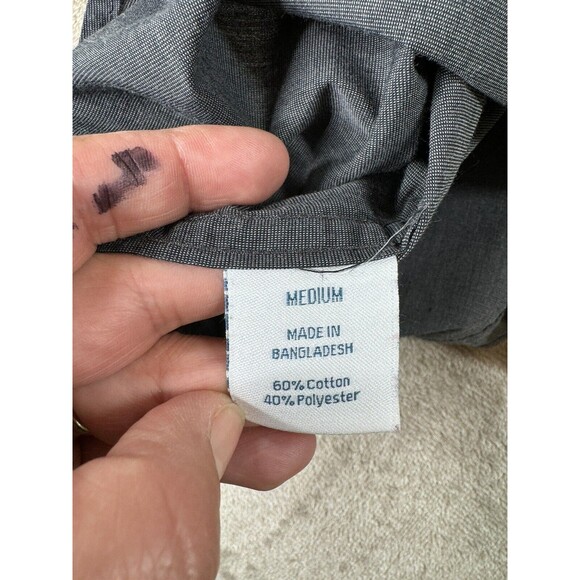 MEDIUM
MADE IN
BANGLADESH
60% Cotton
40% Polyester